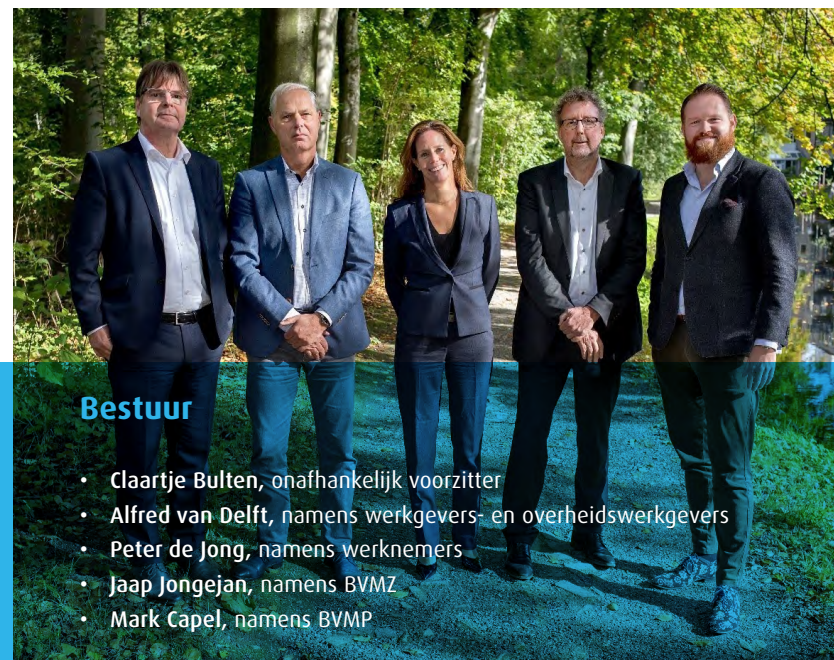 Bestuur
• Claartje Bulten, onafhankelijk voorzitter
• Alfred van Delft, namens werkgevers- en overheidswerkgevers
• Peter de Jong, namens werknemers
• Jaap Jongejan, namens BVMZ
• Mark Capel, namens BVMP